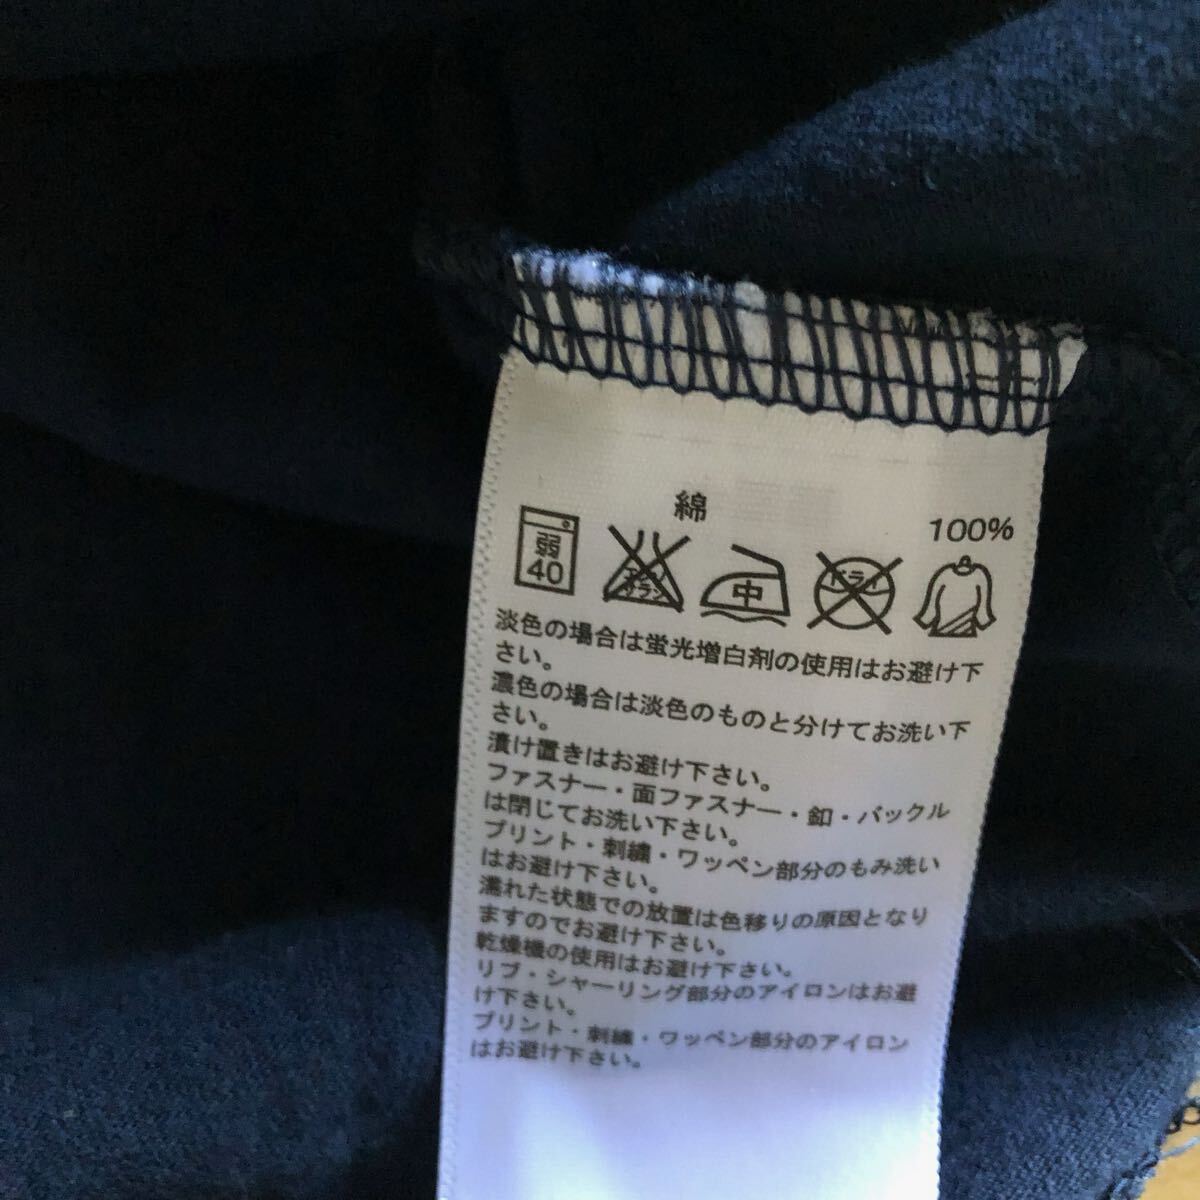 綿 100%
弱 40 エンソ サラシ 中 ドライ
淡色の場合は蛍光増白剤の使用はお避け下
さい。
濃色の場合は淡色のものと分けてお洗い下
さい。
漬け置きはお避け下さい。
ファスナー・面ファスナー・釦・バックル
は閉じてお洗い下さい。
プリント・刺繍・ワッペン部分のもみ洗い
はお避け下さい。
濡れた状態での放置は色移りの原因となり
ますのでお避け下さい。
乾燥機の使用はお避け下さい。
リブ・シャーリング部分のアイロンはお避
け下さい。
プリント・刺繍・ワッペン部分のアイロン
はお避け下さい。